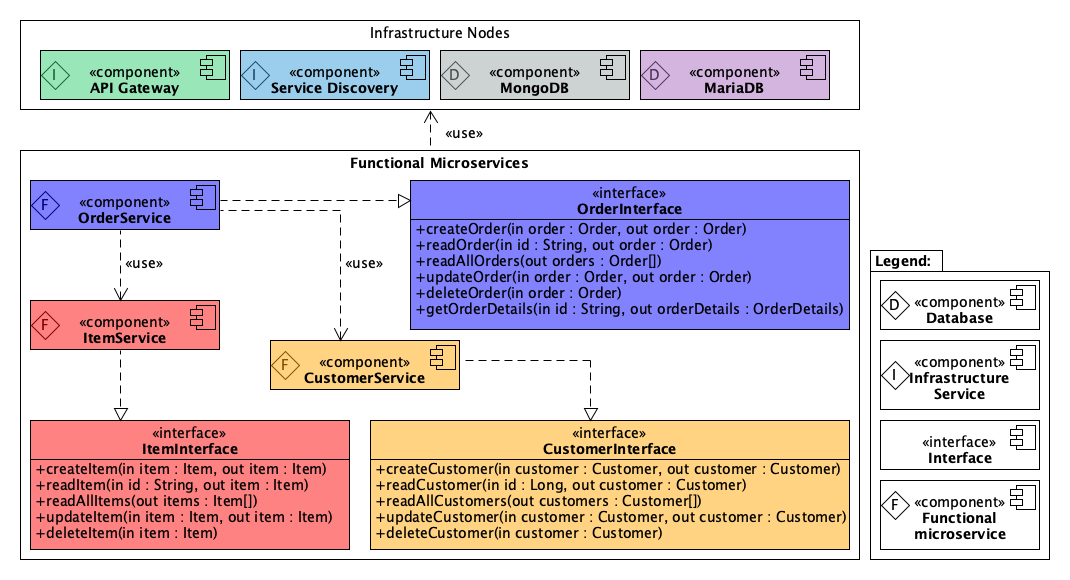 Infrastructure Nodes
I
«component»
API Gateway
I
«component»
Service Discovery
D
«component»
MongoDB
D
«component»
MariaDB
«use»
Functional Microservices
F
«component»
OrderService
«interface»
OrderInterface
+createOrder(in order : Order, out order : Order)
+readOrder(in id : String, out order : Order)
+readAllOrders(out orders : Order[])
+updateOrder(in order : Order, out order : Order)
+deleteOrder(in order : Order)
+getOrderDetails(in id : String, out orderDetails : OrderDetails)
«use»
«use»
F
«component»
ItemService
F
«component»
CustomerService
«interface»
ItemInterface
+createItem(in item : Item, out item : Item)
+readItem(in id : String, out item : Item)
+readAllItems(out items : Item[])
+updateItem(in item : Item, out item : Item)
+deleteItem(in item : Item)
«interface»
CustomerInterface
+createCustomer(in customer : Customer, out customer : Customer)
+readCustomer(in id : Long, out customer : Customer)
+readAllCustomers(out customers : Customer[])
+updateCustomer(in customer : Customer, out customer : Customer)
+deleteCustomer(in customer : Customer)
Legend:
D
«component»
Database
I
«component»
Infrastructure
Service
«interface»
Interface
F
«component»
Functional
microservice